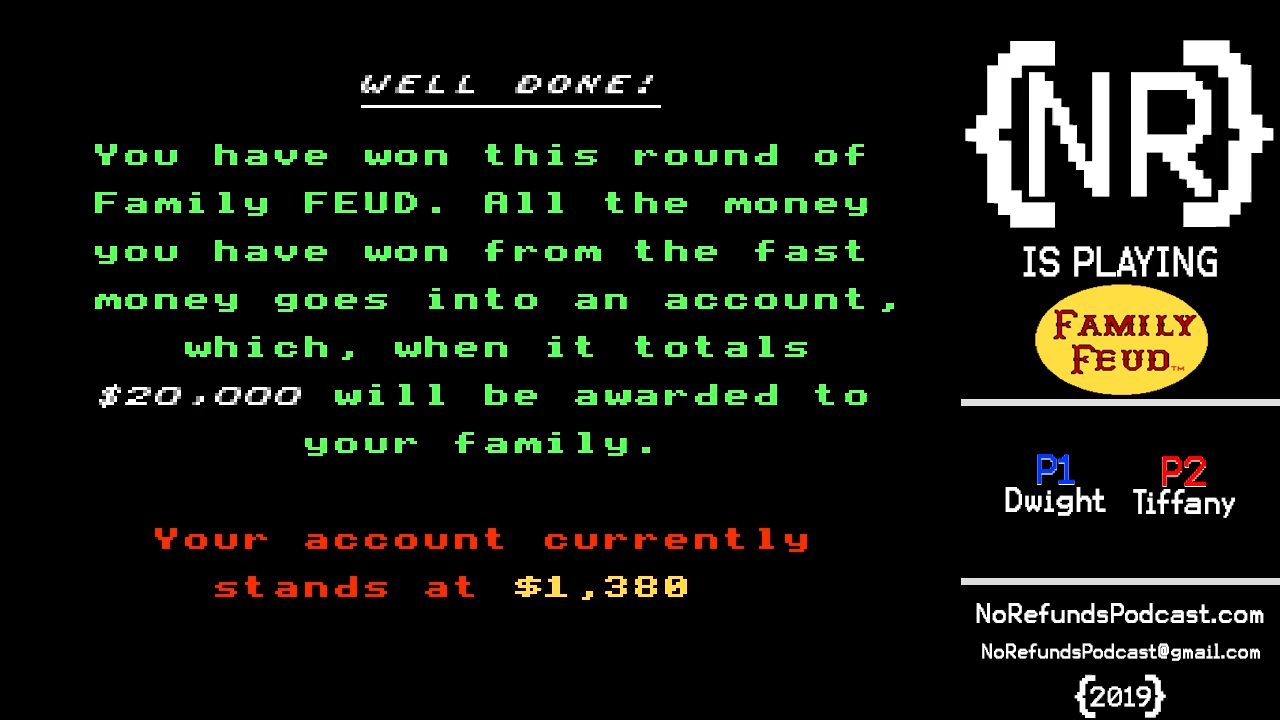 WELL DONE!
You have won this round of
Family FEUD. All the money
you have won from the fast
money goes into an account,
which, when it totals
$20,000 will be awarded to
your family.
Your account currently
stands at $1,380
{NR}
IS PLAYING
FAMILY
FEUD™
P1
Dwight
P2
Tiffany
NoRefundsPodcast.com
NoRefundsPodcast@gmail.com
{2019}